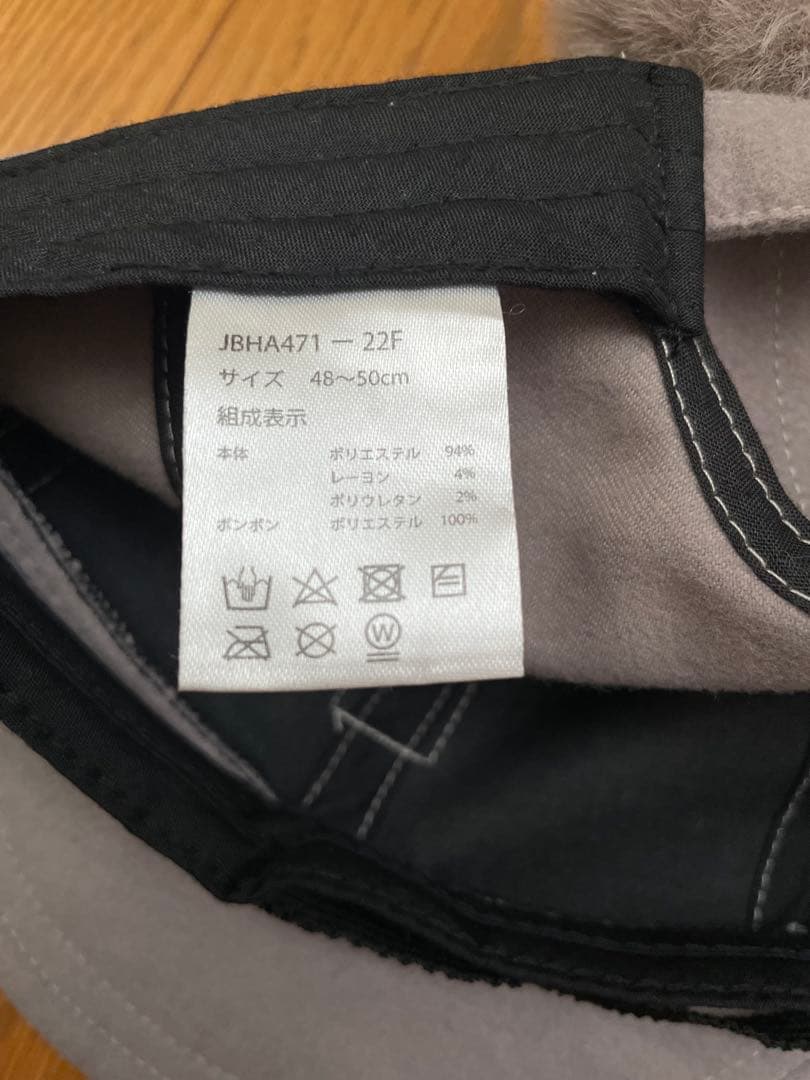 JBHA471 ー 22F
サイズ 48〜50cm
組成表示
本体 ポリエステル 94%
レーヨン 4%
ポリウレタン 2%
ポンポン ポリエステル 100%
W